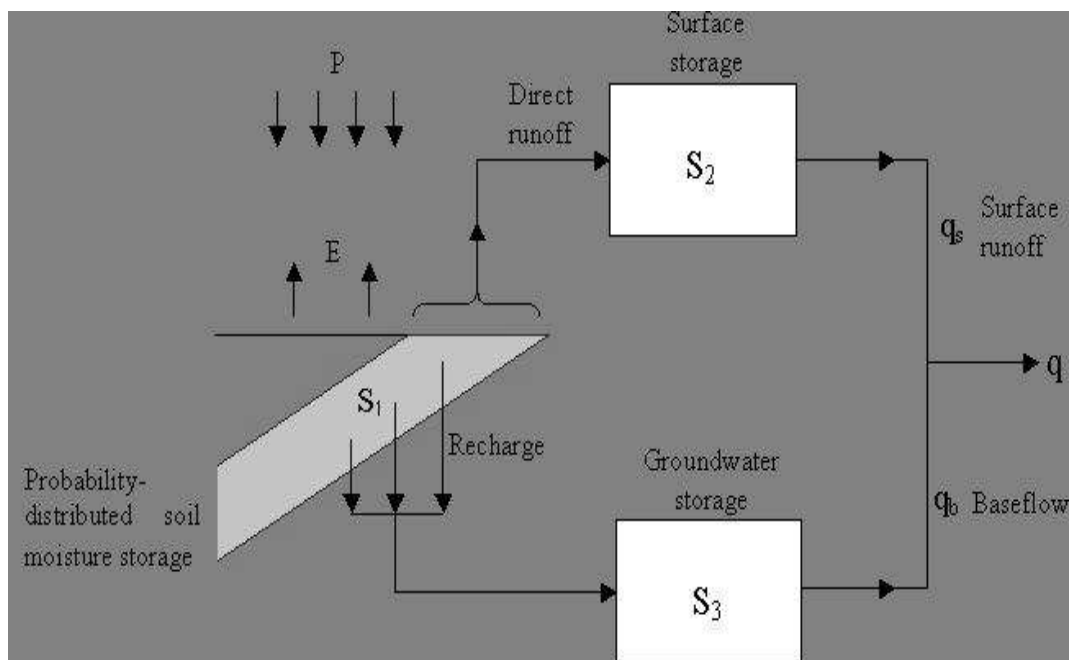 Surface
storage
P
Direct
runoff
S₂
E
qₛ Surface
runoff
S₁
q
Recharge
Groundwater
storage
Probability-
distributed soil
moisture storage
q_b Baseflow
S₃